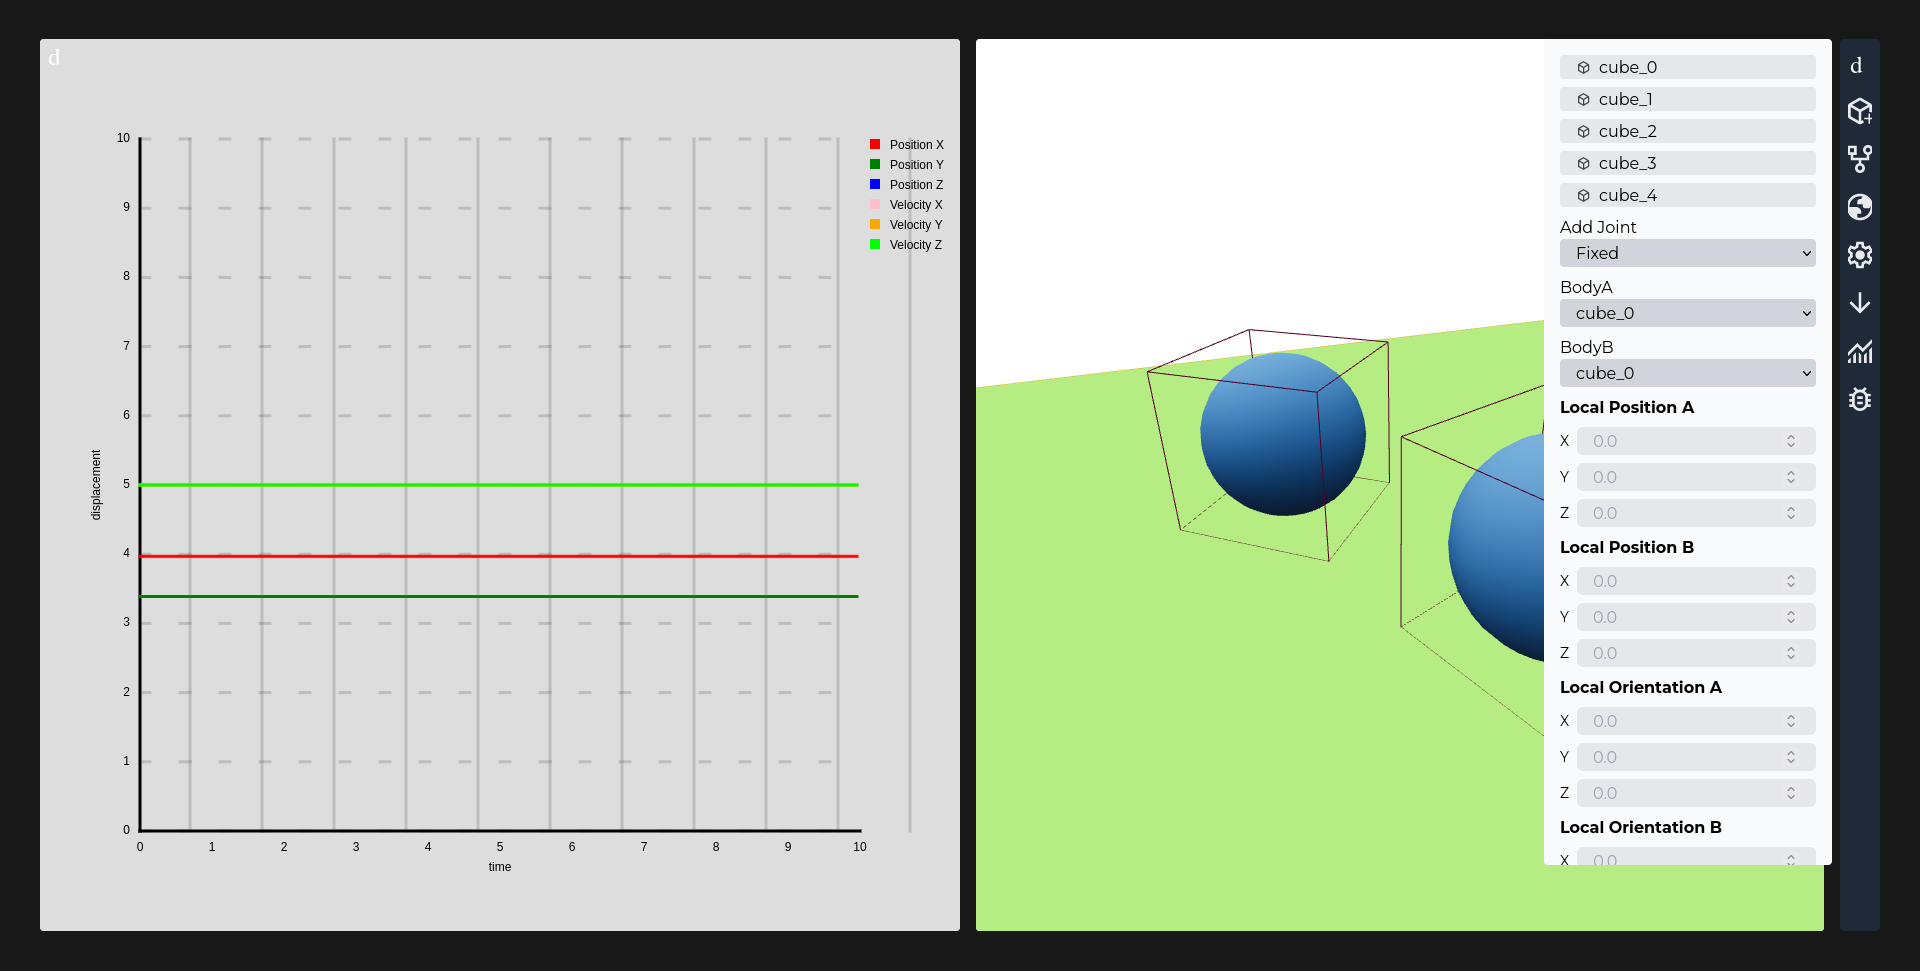 d
10
9
8
7
6
5
4
3
2
1
0
displacement
0 1 2 3 4 5 6 7 8 9 10
time
Position X
Position Y
Position Z
Velocity X
Velocity Y
Velocity Z
cube_0
cube_1
cube_2
cube_3
cube_4
Add Joint
Fixed
BodyA
cube_0
BodyB
cube_0
Local Position A
X 0.0
Y 0.0
Z 0.0
Local Position B
X 0.0
Y 0.0
Z 0.0
Local Orientation A
X 0.0
Y 0.0
Z 0.0
Local Orientation B
X 0.0
d